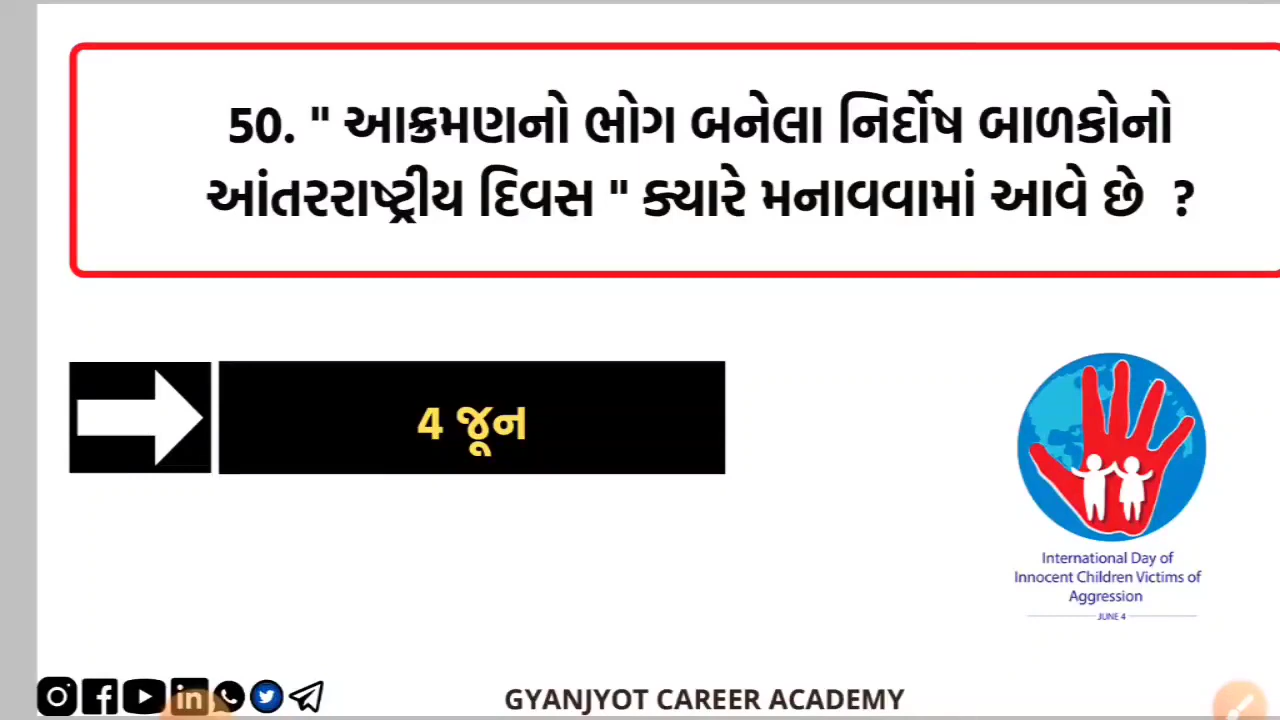 50. " આક્રમણનો ભોગ બનેલા નિર્દોષ બાળકોનો
આંતરરાષ્ટ્રીય દિવસ " ક્યારે મનાવવામાં આવે છે ?
4 જૂન
International Day of
Innocent Children Victims of
Aggression
JUNE 4
GYANJYOT CAREER ACADEMY